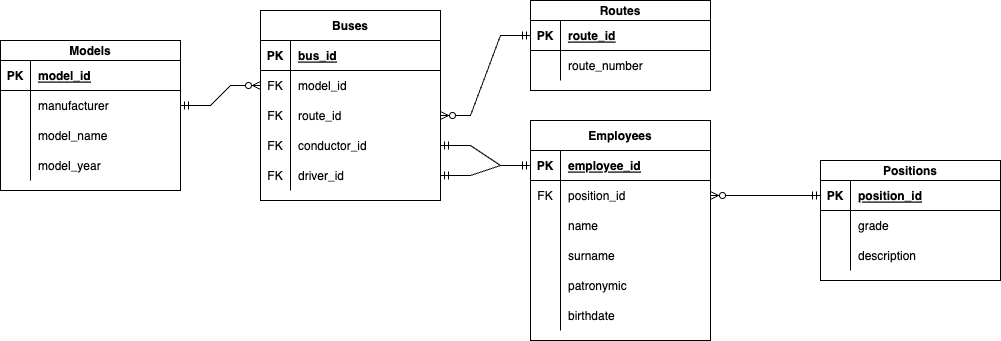 Models
PK model_id
manufacturer
model_name
model_year
Buses
PK bus_id
FK model_id
FK route_id
FK conductor_id
FK driver_id
Routes
PK route_id
route_number
Employees
PK employee_id
FK position_id
name
surname
patronymic
birthdate
Positions
PK position_id
grade
description